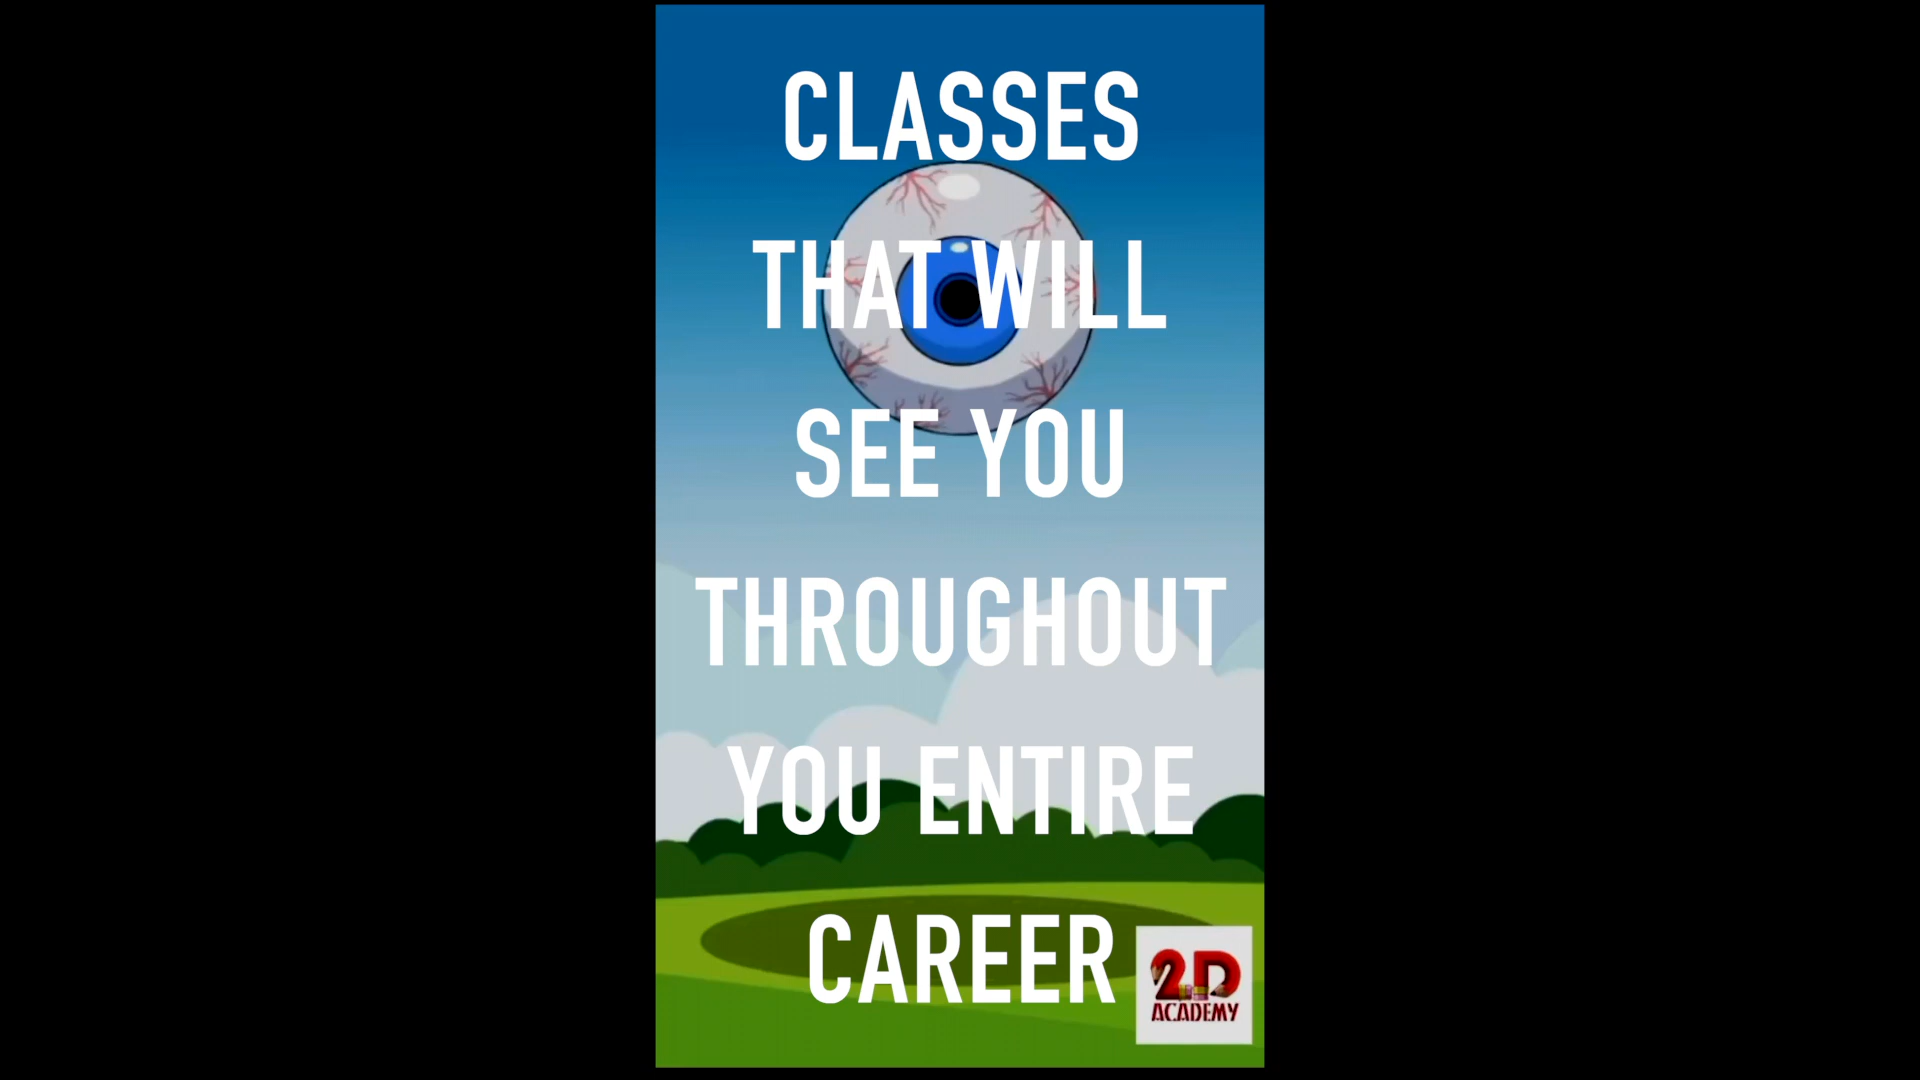 CLASSES
THAT WILL
SEE YOU
THROUGHOUT
YOU ENTIRE
CAREER
2D
ACADEMY